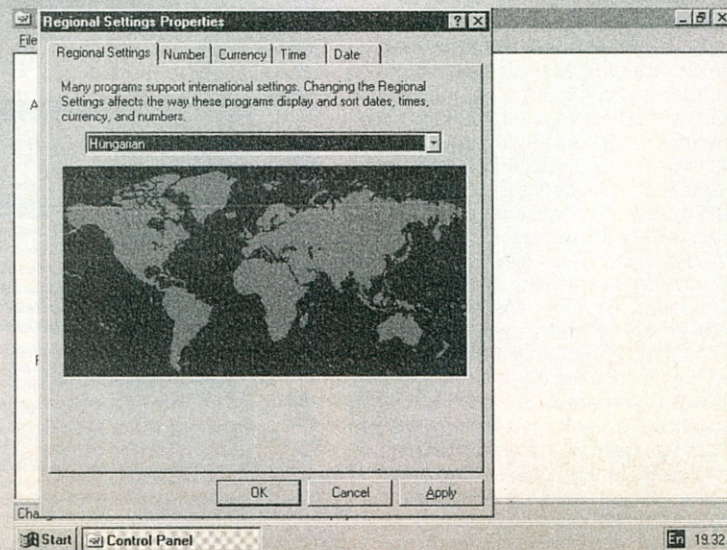 Regional Settings Properties
File
Regional Settings Number Currency Time Date
Many programs support international settings. Changing the Regional
Settings affects the way these programs display and sort dates, times,
currency, and numbers.
Hungarian
OK Cancel Apply
Start Control Panel En 19:32